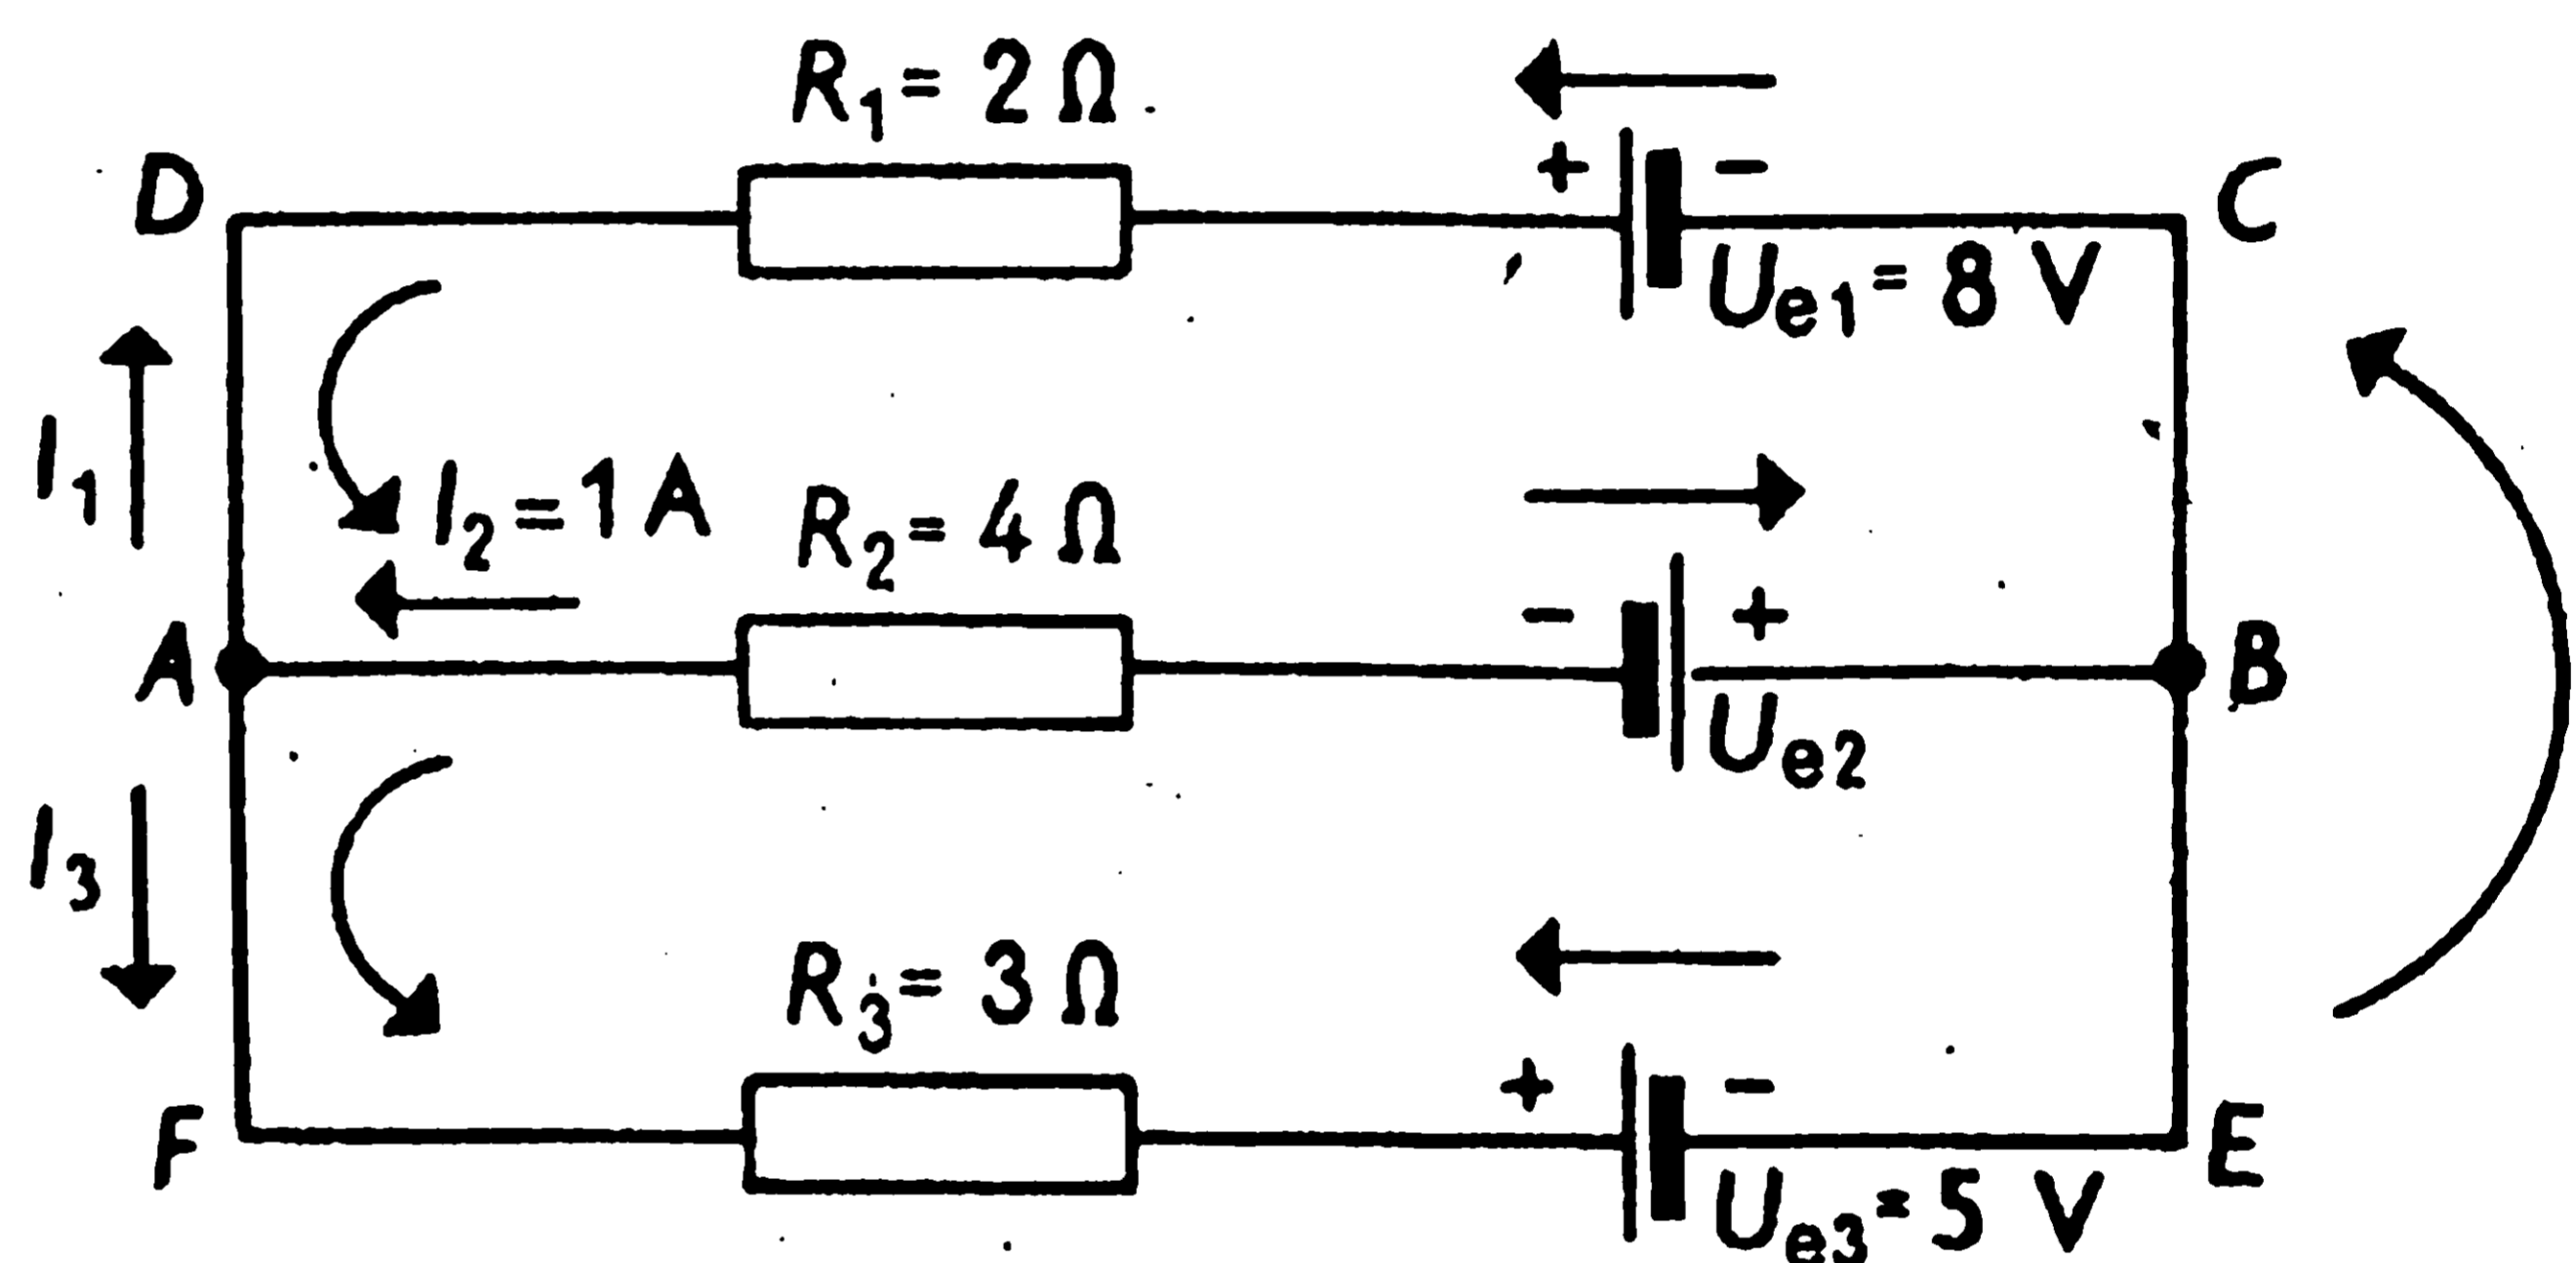 R1 = 2 Ω
D
+ -
C
Ue1 = 8 V
I1
I2 = 1 A
R2 = 4 Ω
A
- +
B
Ue2
I3
R3 = 3 Ω
+ -
F
E
Ue3 = 5 V